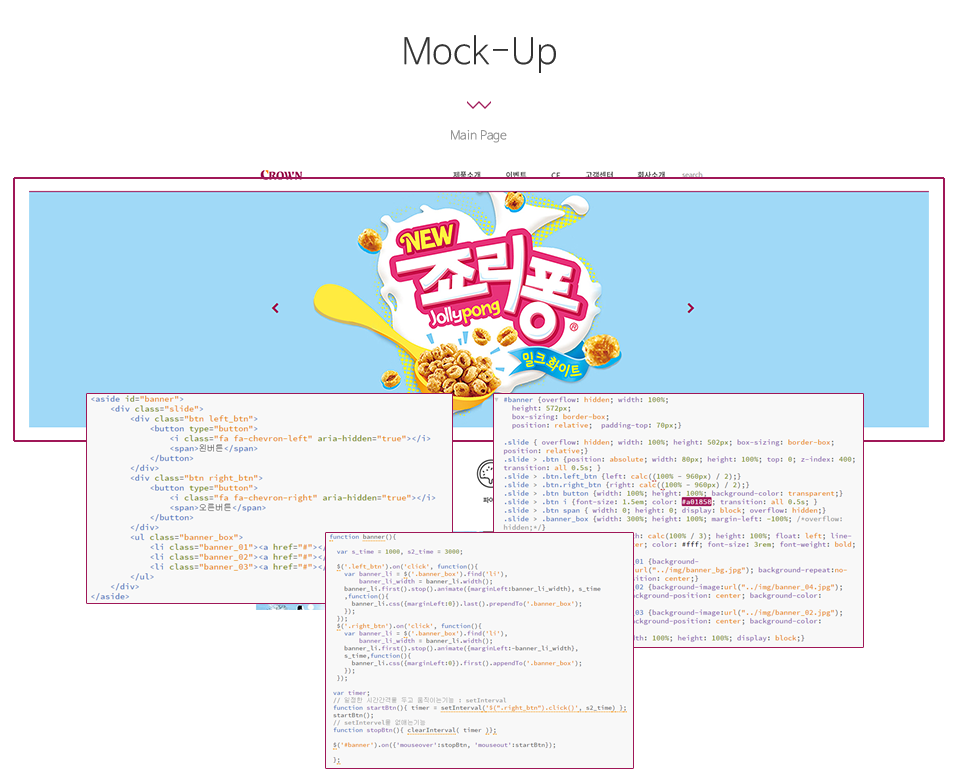 Mock-Up
Main Page
CROWN 제품소개 이벤트 CF 고객센터 회사소개 search
NEW
죠리퐁
Jollypong
®
밀크화이트
<aside id="banner">
<div class="slide">
<div class="btn left_btn">
<button type="button">
<i class="fa fa-chevron-left" aria-hidden="true"></i>
<span>왼버튼</span>
</button>
</div>
<div class="btn right_btn">
<button type="button">
<i class="fa fa-chevron-right" aria-hidden="true"></i>
<span>오른버튼</span>
</button>
</div>
<ul class="banner_box">
<li class="banner_01"><a href="#"></
<li class="banner_02"><a href="#"></
<li class="banner_03"><a href="#"></
</ul>
</div>
</aside>
#banner {overflow: hidden; width: 100%;
height: 572px;
box-sizing: border-box;
position: relative;  padding-top: 70px;}
.slide { overflow: hidden; width: 100%; height: 502px; box-sizing: border-box;
position: relative;}
.slide > .btn {position: absolute; width: 80px; height: 100%; top: 0; z-index: 400;
transition: all 0.5s; }
.slide > .btn.left_btn {left: calc((100% - 960px) / 2);}
.slide > .btn.right_btn {right: calc((100% - 960px) / 2);}
.slide > .btn button {width: 100%; height: 100%; background-color: transparent;}
.slide > .btn i {font-size: 1.5em; color: #a01858; transition: all 0.5s; }
.slide > .btn span { width: 0; height: 0; display: block; overflow: hidden;}
.slide > .banner_box {width: 300%; height: 100%; margin-left: -100%; /*overflow:
hidden;*/}
: calc(100% / 3); height: 100%; float: left; line-
; color: #fff; font-size: 3rem; font-weight: bold;
01 {background-
url("../img/banner_bg.jpg"); background-repeat:no-
sition: center;}
02 {background-image:url("../img/banner_04.jpg");
ckground-position: center; background-color:
03 {background-image:url("../img/banner_02.jpg");
ckground-position: center; background-color:
dth: 100%; height: 100%; display: block;}
function banner(){
var s_time = 1000, s2_time = 3000;
$('.left_btn').on('click', function(){
var banner_li = $('.banner_box').find('li'),
banner_li_width = banner_li.width();
banner_li.first().stop().animate({marginLeft:banner_li_width}, s_time
,function(){
banner_li.css({marginLeft:0}).last().prependTo('.banner_box');
});
});
$('.right_btn').on('click', function(){
var banner_li = $('.banner_box').find('li'),
banner_li_width = banner_li.width();
banner_li.first().stop().animate({marginLeft:-banner_li_width},
s_time,function(){
banner_li.css({marginLeft:0}).first().appendTo('.banner_box');
});
});
var timer;
// 일정한 시간간격을 두고 움직이는기능 : setInterval
function startBtn(){ timer = setInterval('$(".right_btn").click()', s2_time) };
startBtn();
// setIntervel를 없애는기능
function stopBtn(){ clearInterval( timer )};
$('#banner').on({'mouseover':stopBtn, 'mouseout':startBtn});
};